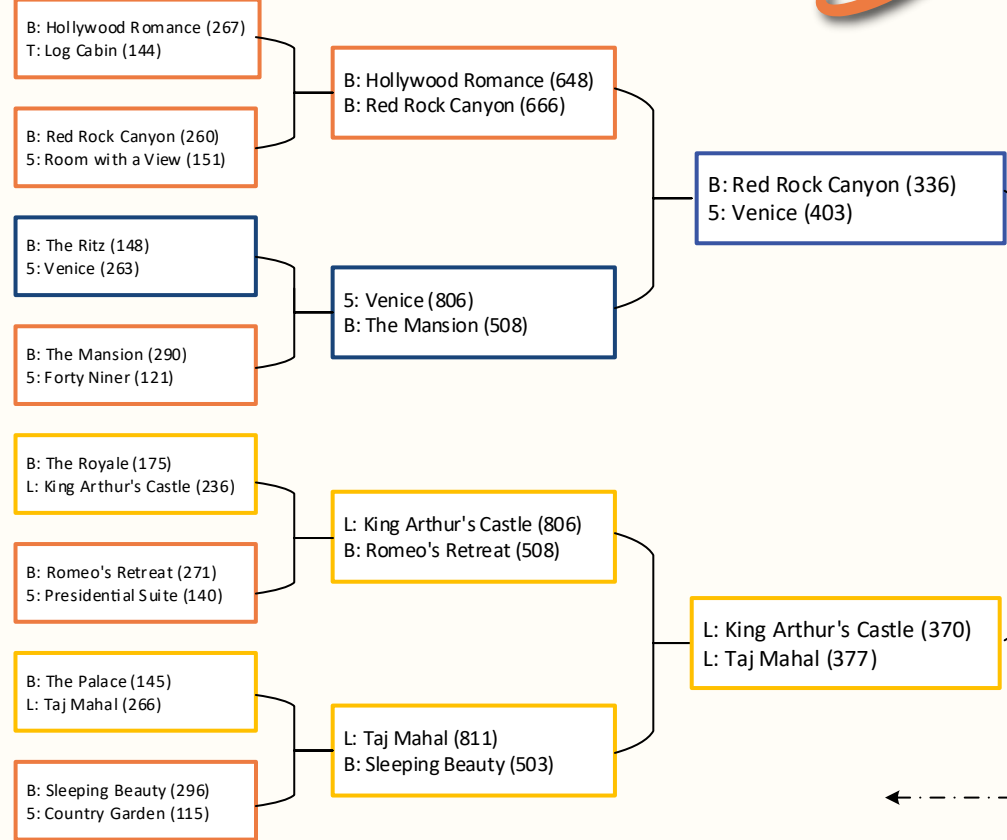 B: Hollywood Romance (267)
T: Log Cabin (144)
B: Red Rock Canyon (260)
5: Room with a View (151)
B: The Ritz (148)
5: Venice (263)
B: The Mansion (290)
5: Forty Niner (121)
B: The Royale (175)
L: King Arthur's Castle (236)
B: Romeo's Retreat (271)
5: Presidential Suite (140)
B: The Palace (145)
L: Taj Mahal (266)
B: Sleeping Beauty (296)
5: Country Garden (115)
B: Hollywood Romance (648)
B: Red Rock Canyon (666)
5: Venice (806)
B: The Mansion (508)
L: King Arthur's Castle (806)
B: Romeo's Retreat (508)
L: Taj Mahal (811)
B: Sleeping Beauty (503)
B: Red Rock Canyon (336)
5: Venice (403)
L: King Arthur's Castle (370)
L: Taj Mahal (377)